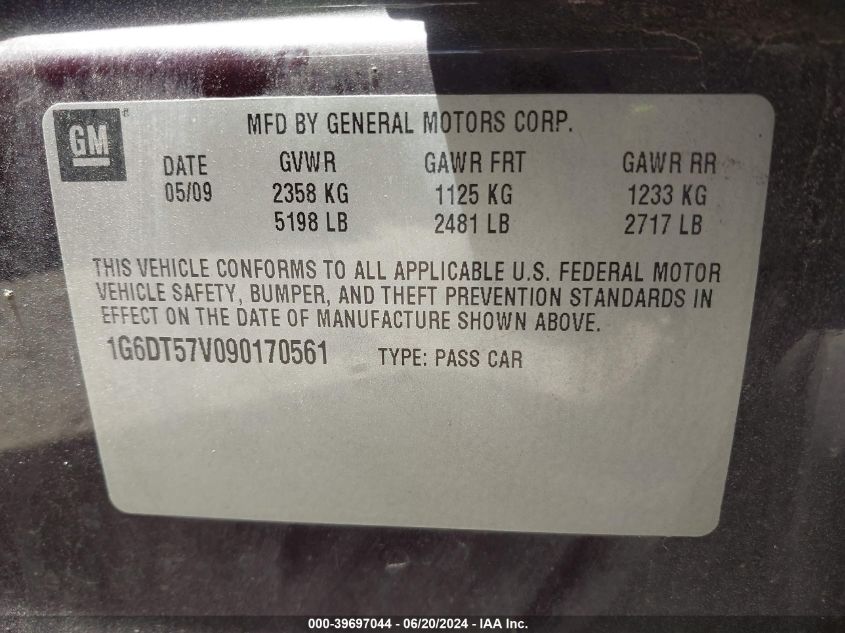 GM®
MFD BY GENERAL MOTORS CORP.
DATE GVWR GAWR FRT GAWR RR
05/09 2358 KG 1125 KG 1233 KG
5198 LB 2481 LB 2717 LB
THIS VEHICLE CONFORMS TO ALL APPLICABLE U.S. FEDERAL MOTOR
VEHICLE SAFETY, BUMPER, AND THEFT PREVENTION STANDARDS IN
EFFECT ON THE DATE OF MANUFACTURE SHOWN ABOVE.
1G6DT57V090170561 TYPE: PASS CAR
000-39697044 - 06/20/2024 - IAA Inc.